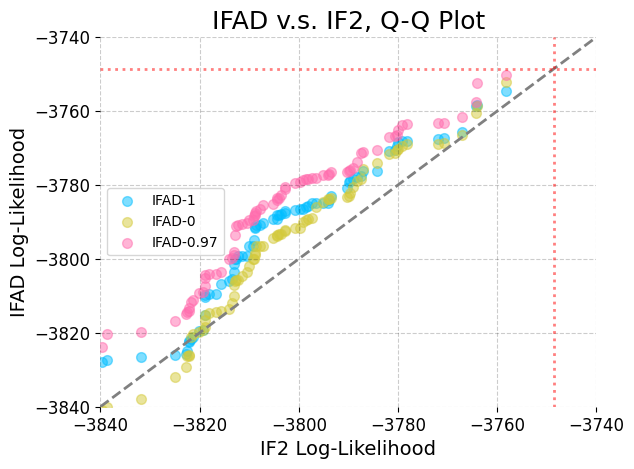 IFAD v.s. IF2, Q-Q Plot
−3740
−3760
−3780
−3800
−3820
−3840
IFAD Log-Likelihood
IFAD-1
IFAD-0
IFAD-0.97
−3840
−3820
−3800
−3780
−3760
−3740
IF2 Log-Likelihood